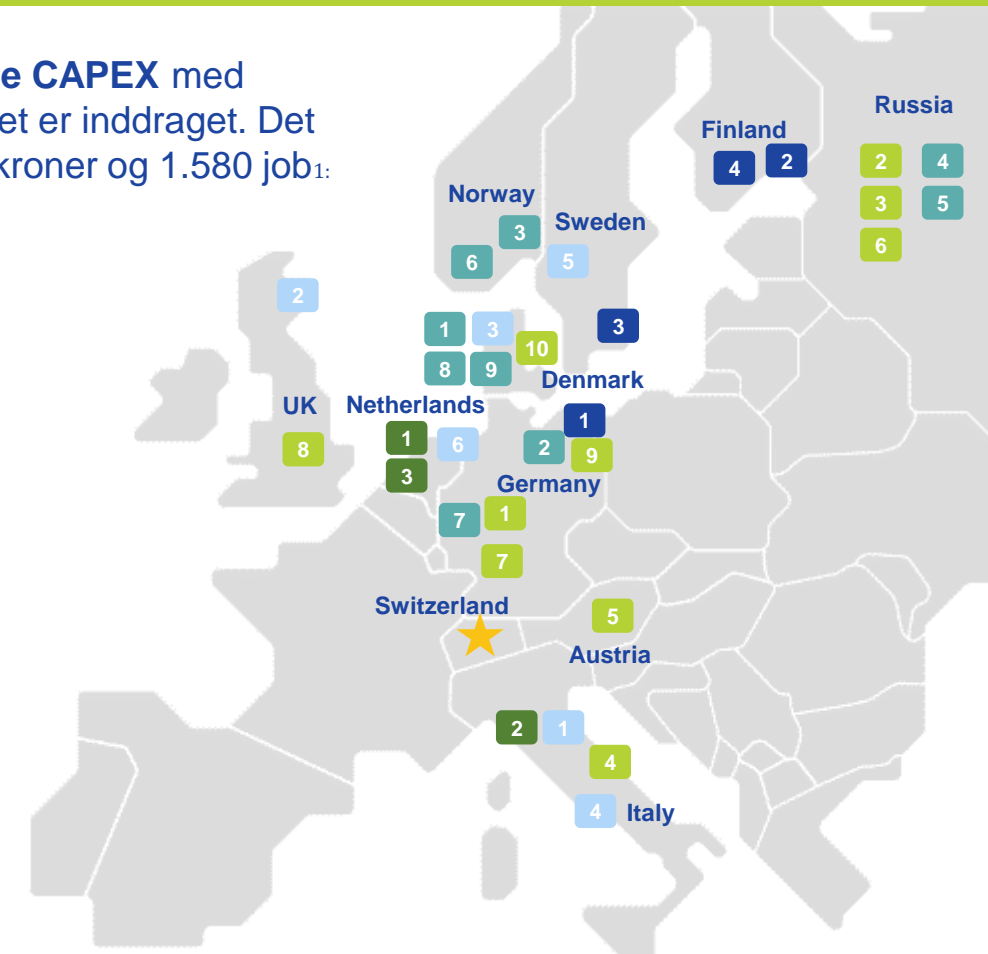 e CAPEX med
et er inddraget. Det
kroner og 1.580 job1:
Russia
Finland
4 2
2 4
3 5
6
Norway
3
6
Sweden
5
2
3
1 3
10
8 9
Denmark
UK
8
Netherlands
1 6
3
1
2 9
Germany
7 1
7
Switzerland
5
Austria
2 1
4
4 Italy